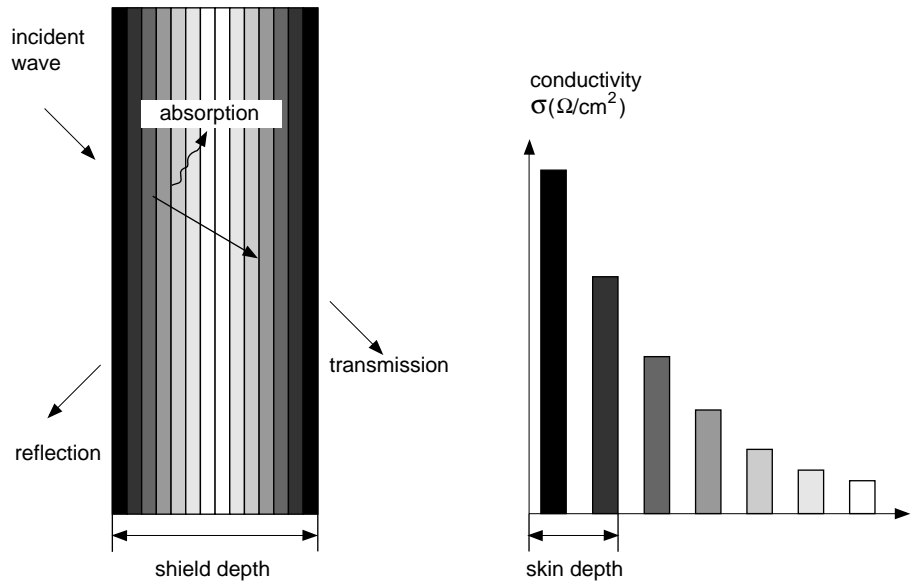 incident
wave
absorption
transmission
reflection
shield depth
conductivity
σ(Ω/cm²)
skin depth